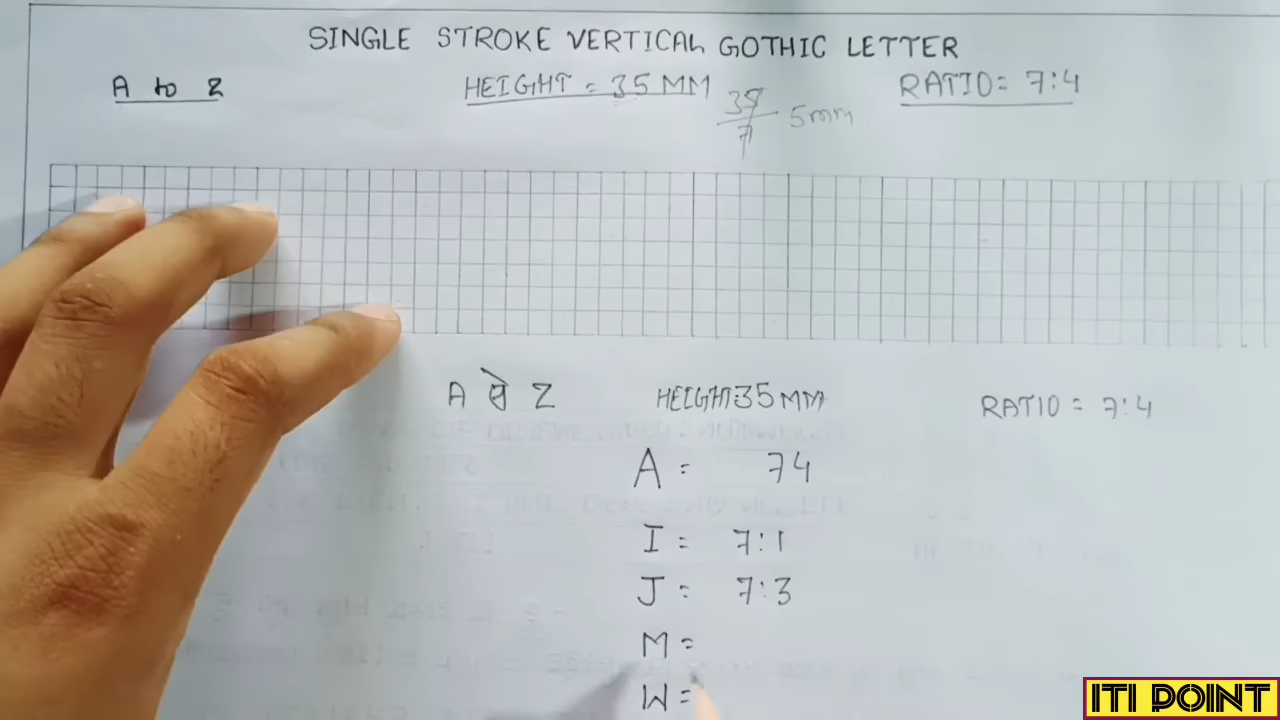 SINGLE STROKE VERTICAL GOTHIC LETTER
A to Z HEIGHT = 35 MM RATIO = 7:4
35
7
5mm
A से Z HEIGHT 35 MM RATIO = 7:4
A = 74
I = 7:1
J = 7:3
M =
W =
ITI POINT